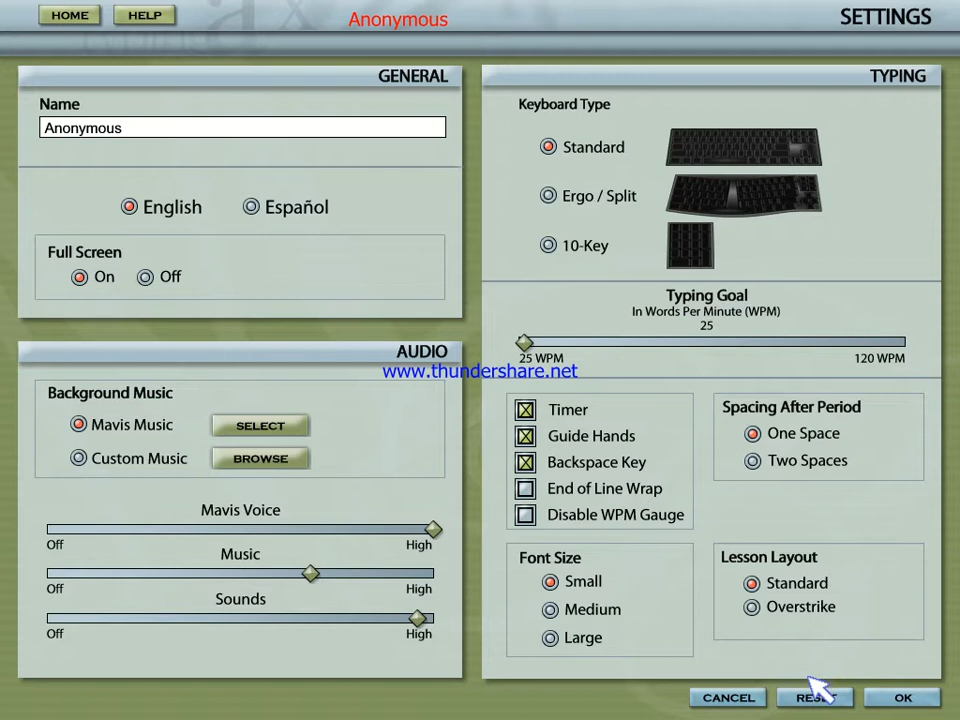 HOME
HELP
Anonymous
SETTINGS
GENERAL
Name
Anonymous
English
Español
Full Screen
On
Off
AUDIO
Background Music
Mavis Music
SELECT
Custom Music
BROWSE
Mavis Voice
Off
High
Music
Off
High
Sounds
Off
High
TYPING
Keyboard Type
Standard
Ergo / Split
10-Key
Typing Goal
In Words Per Minute (WPM)
25
25 WPM
120 WPM
www.thundershare.net
Timer
Guide Hands
Backspace Key
End of Line Wrap
Disable WPM Gauge
Spacing After Period
One Space
Two Spaces
Font Size
Small
Medium
Large
Lesson Layout
Standard
Overstrike
CANCEL
RESET
OK